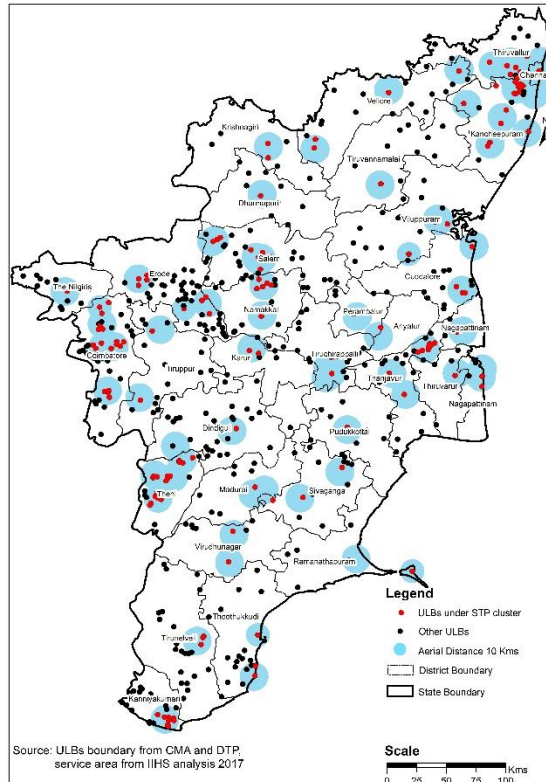 Thiruvallur
Chennai
Vellore
Kancheepuram
N
Krishnagiri
Tiruvannamalai
Dharmapuri
Viluppuram
Salem
Erode
The Nilgiris
Cuddalore
Namakkal
Perambalur
Ariyalur
Nagapattinam
Coimbatore
Karur
Tiruchirappalli
Tiruppur
Thanjavur
Thiruvarur
Nagapattinam
Dindigul
Pudukkottai
Madurai
Sivaganga
Theni
Virudhunagar
Ramanathapuram
Legend
ULBs under STP cluster
Other ULBs
Aerial Distance 10 Kms
District Boundary
State Boundary
Thoothukkudi
Tirunelveli
Kanniyakumari
Source: ULBs boundary from CMA and DTP,
service area from IIHS analysis 2017
Scale
Kms
0 25 50 100